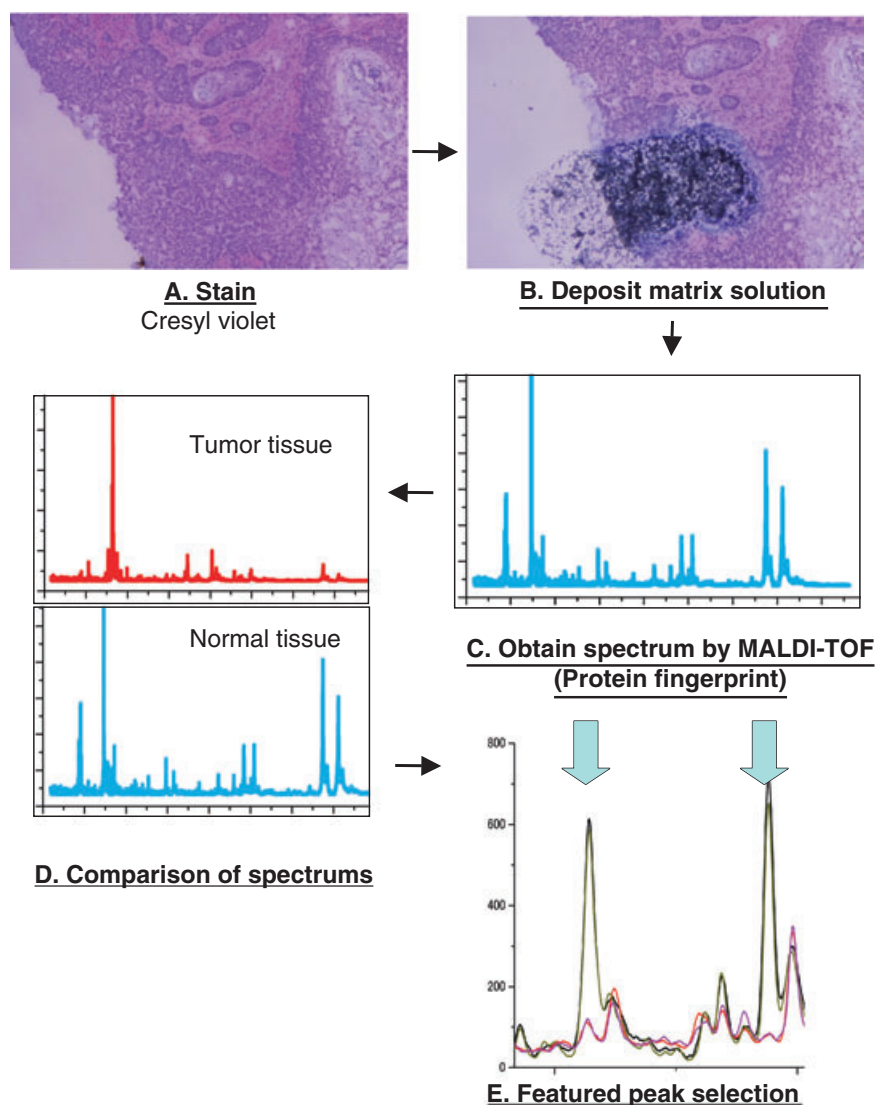 A. Stain
Cresyl violet
B. Deposit matrix solution
C. Obtain spectrum by MALDI-TOF
(Protein fingerprint)
Tumor tissue
Normal tissue
D. Comparison of spectrums
800
600
400
200
0
E. Featured peak selection